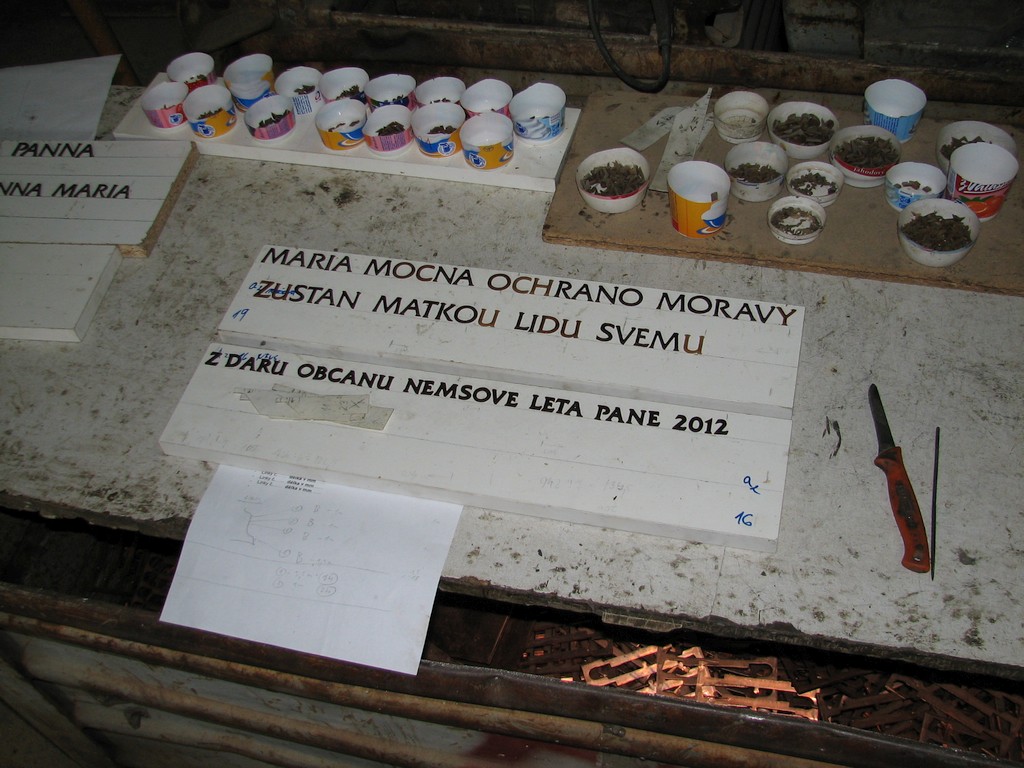 PANNA
NNA MARIA
MARIA MOCNA OCHRANO MORAVY
ZUSTAN MATKOU LIDU SVEMU
19
Z DARU OBCANU NEMSOVE LETA PANE 2012
16